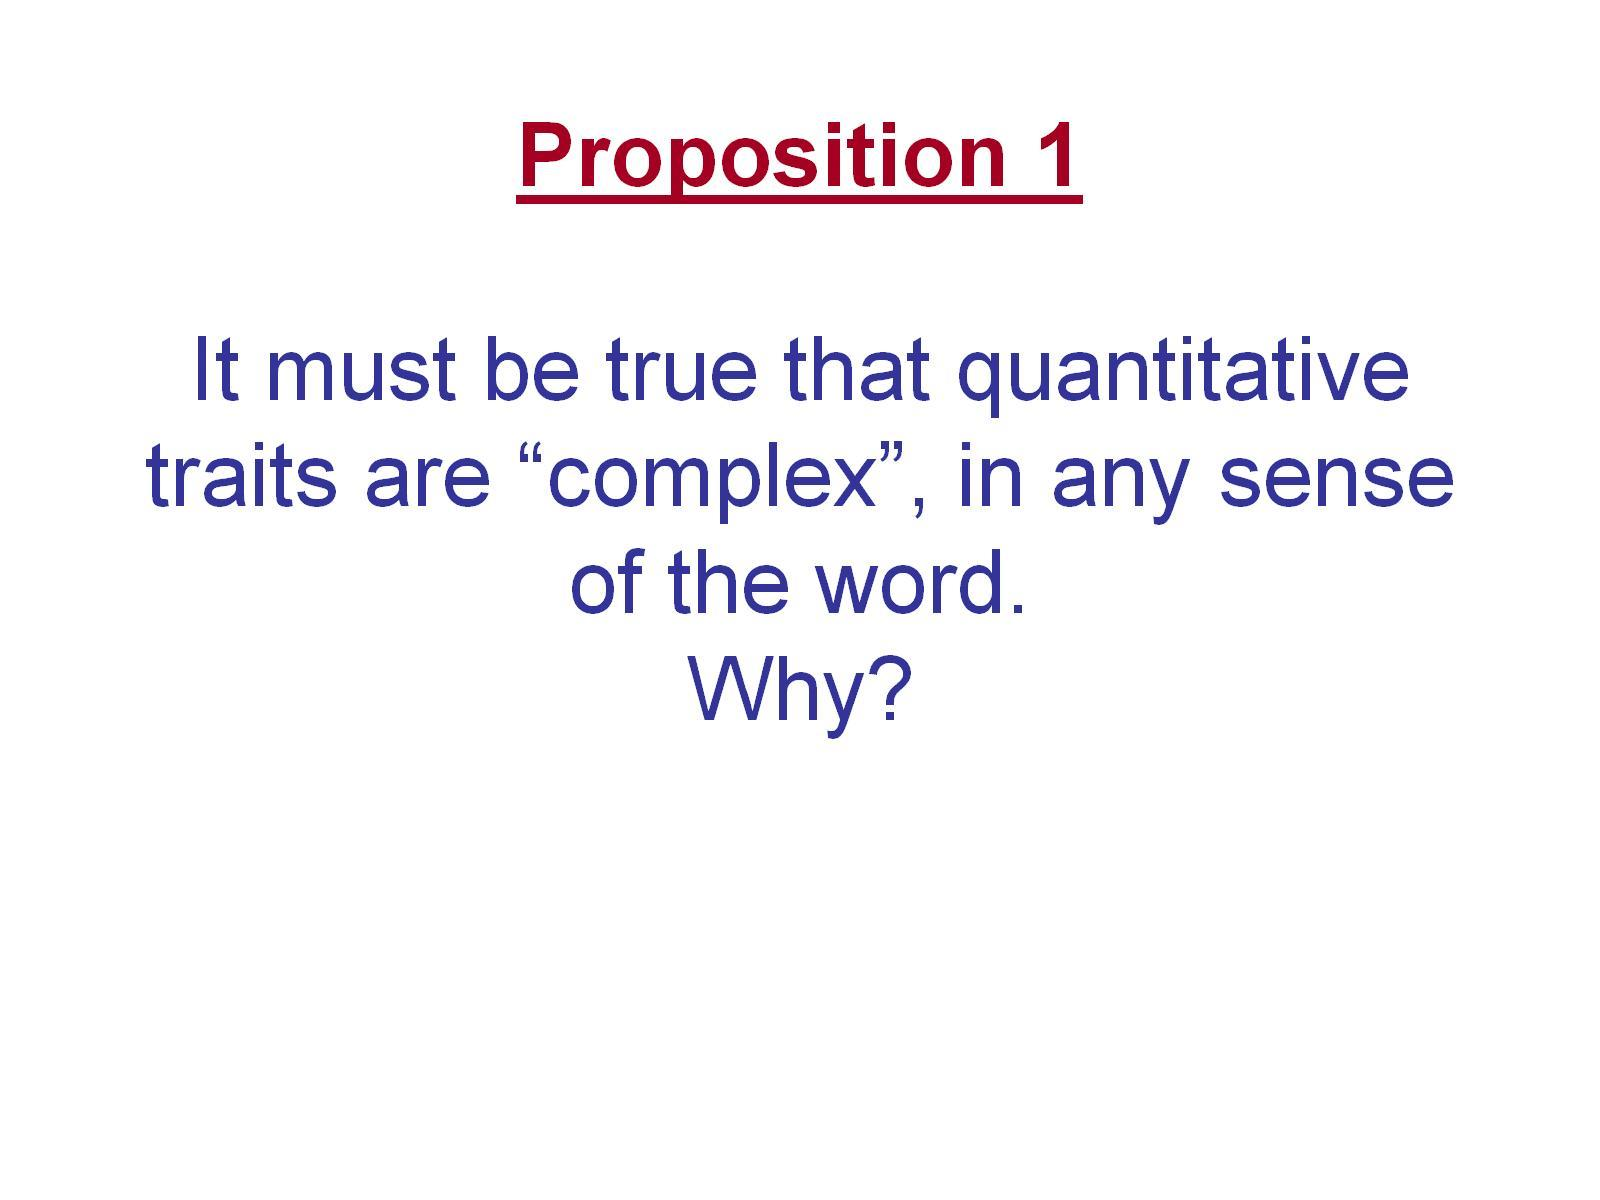 Proposition 1
It must be true that quantitative
traits are “complex”, in any sense
of the word.
Why?